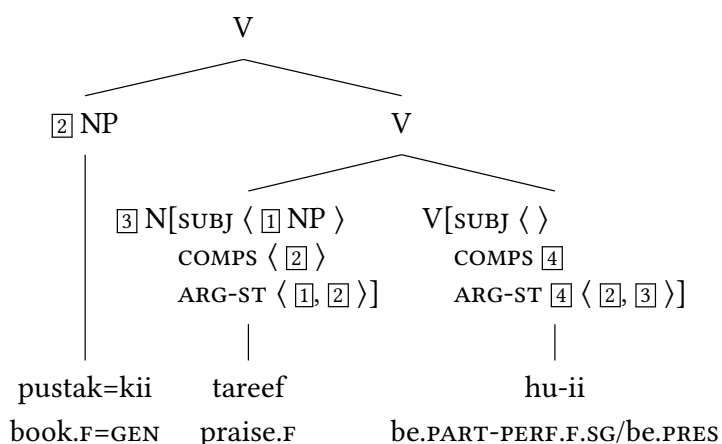 V
2 NP V
3 N[SUBJ ⟨ 1 NP ⟩ V[SUBJ ⟨ ⟩
COMPS ⟨ 2 ⟩ COMPS 4
ARG-ST ⟨ 1, 2 ⟩] ARG-ST 4 ⟨ 2, 3 ⟩]
pustak=kii tareef hu-ii
book.F=GEN praise.F be.PART-PERF.F.SG/be.PRES